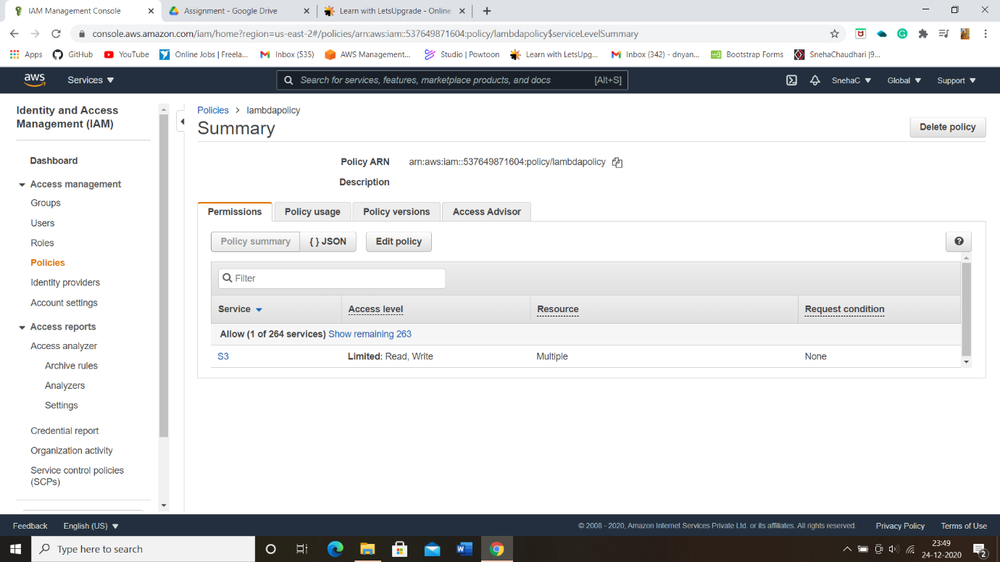 IAM Management Console
Assignment - Google Drive
Learn with LetsUpgrade - Online
console.aws.amazon.com/iam/home?region=us-east-2#/policies/arn:aws:iam::537649871604:policy/lambdapolicy$serviceLevelSummary
Apps GitHub YouTube Online Jobs | Freela... Inbox (535) AWS Management... Studio | Powtoon Learn with LetsUpg... Inbox (342) - dnyan... Bootstrap Forms SnehaChaudhari |9...
aws Services Search for services, features, marketplace products, and docs [Alt+S] SnehaC Global Support
Identity and Access
Management (IAM)
Dashboard
Access management
Groups
Users
Roles
Policies
Identity providers
Account settings
Access reports
Access analyzer
Archive rules
Analyzers
Settings
Credential report
Organization activity
Service control policies
(SCPs)
Policies > lambdapolicy
Summary
Delete policy
Policy ARN arn:aws:iam::537649871604:policy/lambdapolicy
Description
Permissions Policy usage Policy versions Access Advisor
Policy summary { } JSON Edit policy
Filter
Service Access level Resource Request condition
Allow (1 of 264 services) Show remaining 263
S3 Limited: Read, Write Multiple None
Feedback English (US) © 2008 - 2020, Amazon Internet Services Private Ltd. or its affiliates. All rights reserved. Privacy Policy Terms of Use
Type here to search
23:49
24-12-2020
2